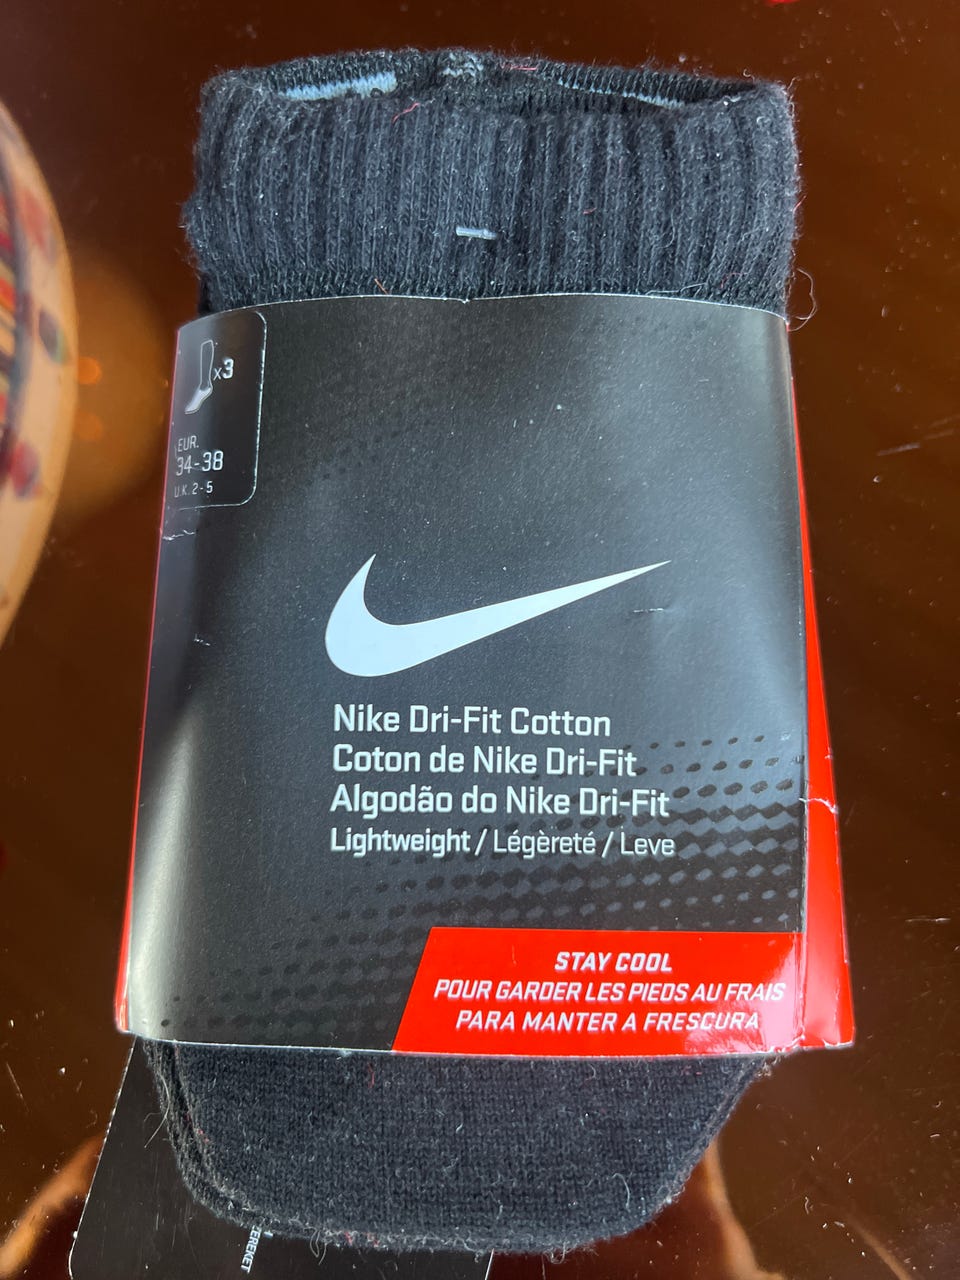 x3
EUR.
34-38
U.K. 2-5
Nike Dri-Fit Cotton
Coton de Nike Dri-Fit
Algodão do Nike Dri-Fit
Lightweight / Légèreté / Leve
STAY COOL
POUR GARDER LES PIEDS AU FRAIS
PARA MANTER A FRESCURA